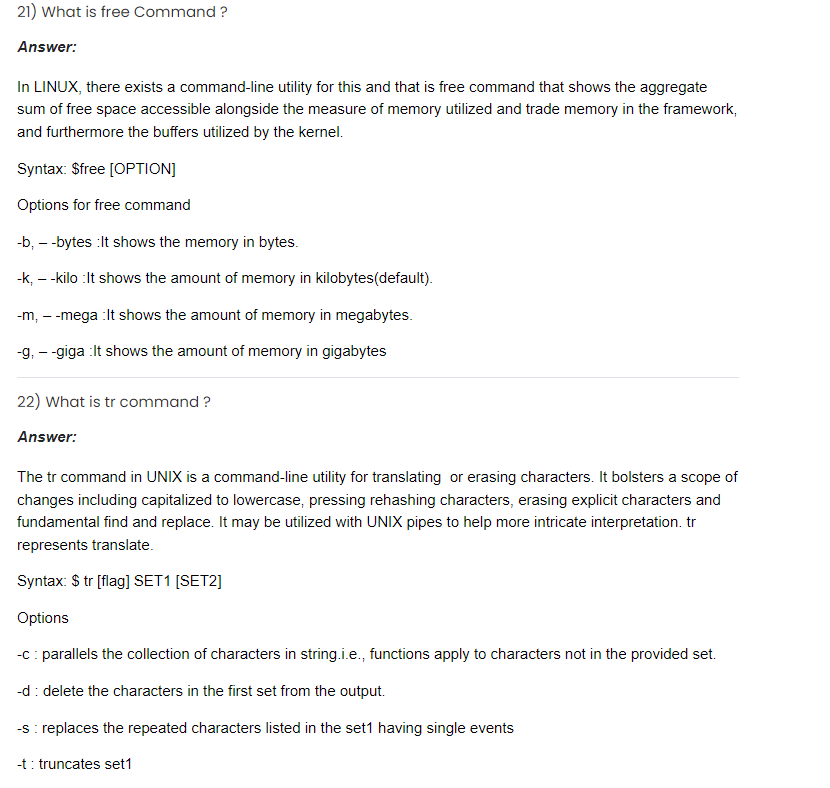 21) What is free Command ?
Answer:
In LINUX, there exists a command-line utility for this and that is free command that shows the aggregate
sum of free space accessible alongside the measure of memory utilized and trade memory in the framework,
and furthermore the buffers utilized by the kernel.
Syntax: $free [OPTION]
Options for free command
-b, – -bytes :It shows the memory in bytes.
-k, – -kilo :It shows the amount of memory in kilobytes(default).
-m, – -mega :It shows the amount of memory in megabytes.
-g, – -giga :It shows the amount of memory in gigabytes
22) What is tr command ?
Answer:
The tr command in UNIX is a command-line utility for translating  or erasing characters. It bolsters a scope of
changes including capitalized to lowercase, pressing rehashing characters, erasing explicit characters and
fundamental find and replace. It may be utilized with UNIX pipes to help more intricate interpretation. tr
represents translate.
Syntax: $ tr [flag] SET1 [SET2]
Options
-c : parallels the collection of characters in string.i.e., functions apply to characters not in the provided set.
-d : delete the characters in the first set from the output.
-s : replaces the repeated characters listed in the set1 having single events
-t : truncates set1